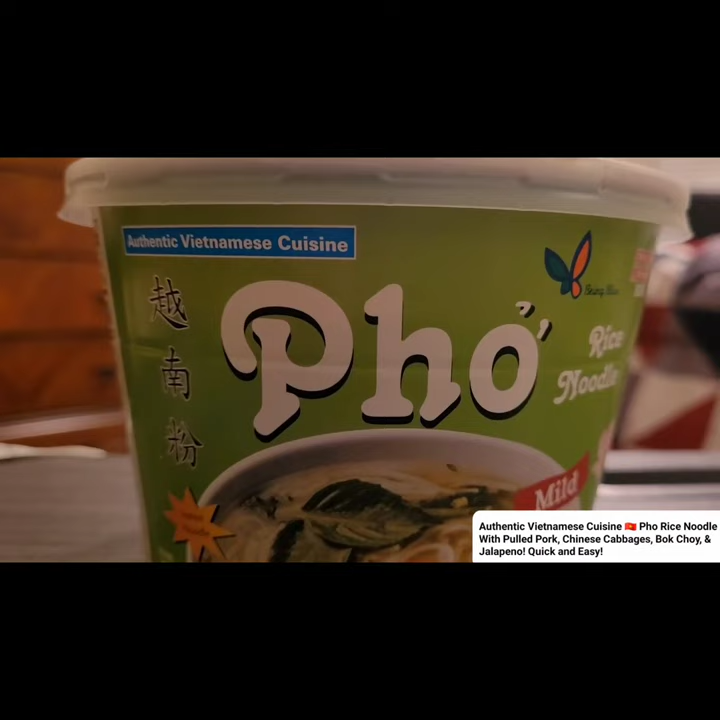 Authentic Vietnamese Cuisine
越南粉
Phở
Rice
Noodle
Mild
Authentic Vietnamese Cuisine 🇻🇳 Pho Rice Noodle
With Pulled Pork, Chinese Cabbages, Bok Choy, &
Jalapeno! Quick and Easy!